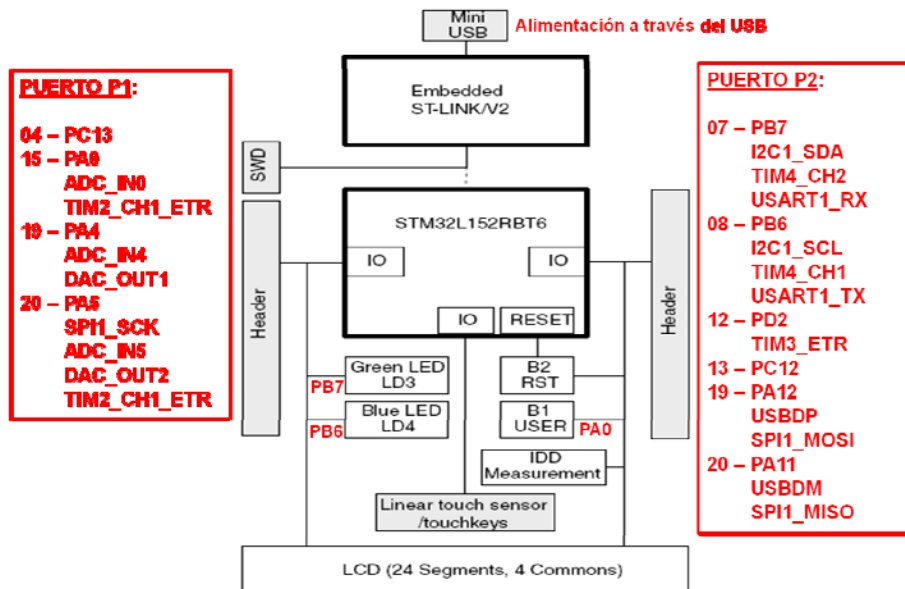 Mini
USB
Alimentación a través del USB
Embedded
ST-LINK/V2
SWD
STM32L152RBT6
IO
IO
IO
RESET
Header
Header
Green LED
LD3
PB7
Blue LED
LD4
PB6
B2
RST
B1
USER
PA0
IDD
Measurement
Linear touch sensor
/touchkeys
LCD (24 Segments, 4 Commons)
PUERTO P1:
04 – PC13
15 – PA0
ADC_IN0
TIM2_CH1_ETR
19 – PA4
ADC_IN4
DAC_OUT1
20 – PA5
SPI1_SCK
ADC_IN5
DAC_OUT2
TIM2_CH1_ETR
PUERTO P2:
07 – PB7
I2C1_SDA
TIM4_CH2
USART1_RX
08 – PB6
I2C1_SCL
TIM4_CH1
USART1_TX
12 – PD2
TIM3_ETR
13 – PC12
19 – PA12
USBDP
SPI1_MOSI
20 – PA11
USBDM
SPI1_MISO